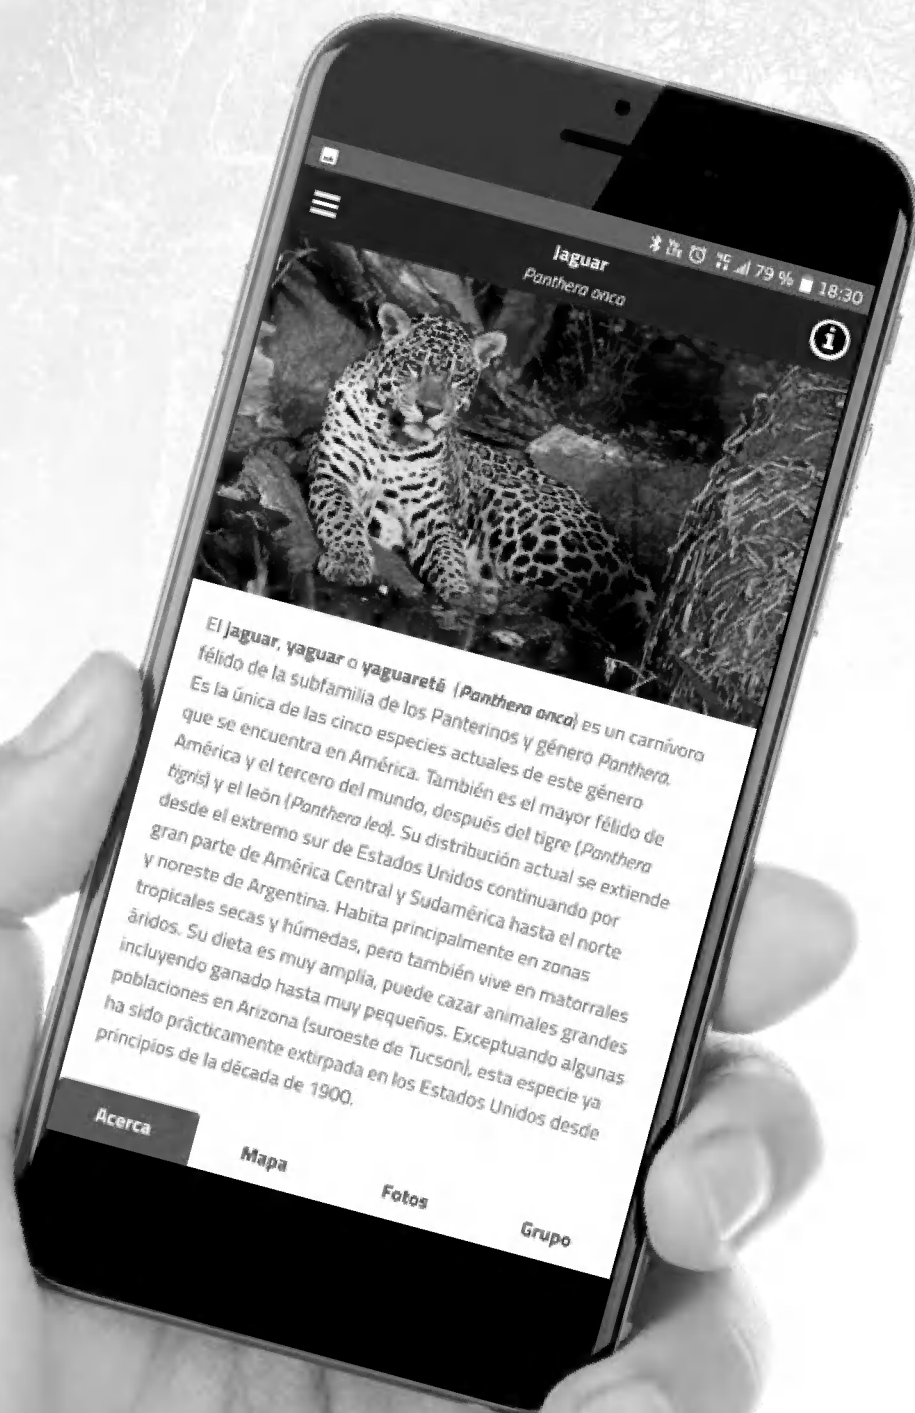 79 % 18:30
Jaguar
Panthera onca
El jaguar, yaguar o yaguareté (Panthera onca) es un carnívoro
félido de la subfamilia de los Panterinos y género Panthera.
Es la única de las cinco especies actuales de este género
que se encuentra en América. También es el mayor félido de
América y el tercero del mundo, después del tigre (Panthera
tigris) y el león (Panthera leo). Su distribución actual se extiende
desde el extremo sur de Estados Unidos continuando por
gran parte de América Central y Sudamérica hasta el norte
y noreste de Argentina. Habita principalmente en zonas
tropicales secas y húmedas, pero también vive en matorrales
áridos. Su dieta es muy amplia, puede cazar animales grandes
incluyendo ganado hasta muy pequeños. Exceptuando algunas
poblaciones en Arizona (suroeste de Tucson), esta especie ya
ha sido prácticamente extirpada en los Estados Unidos desde
principios de la década de 1900.
Acerca
Mapa
Fotos
Grupo